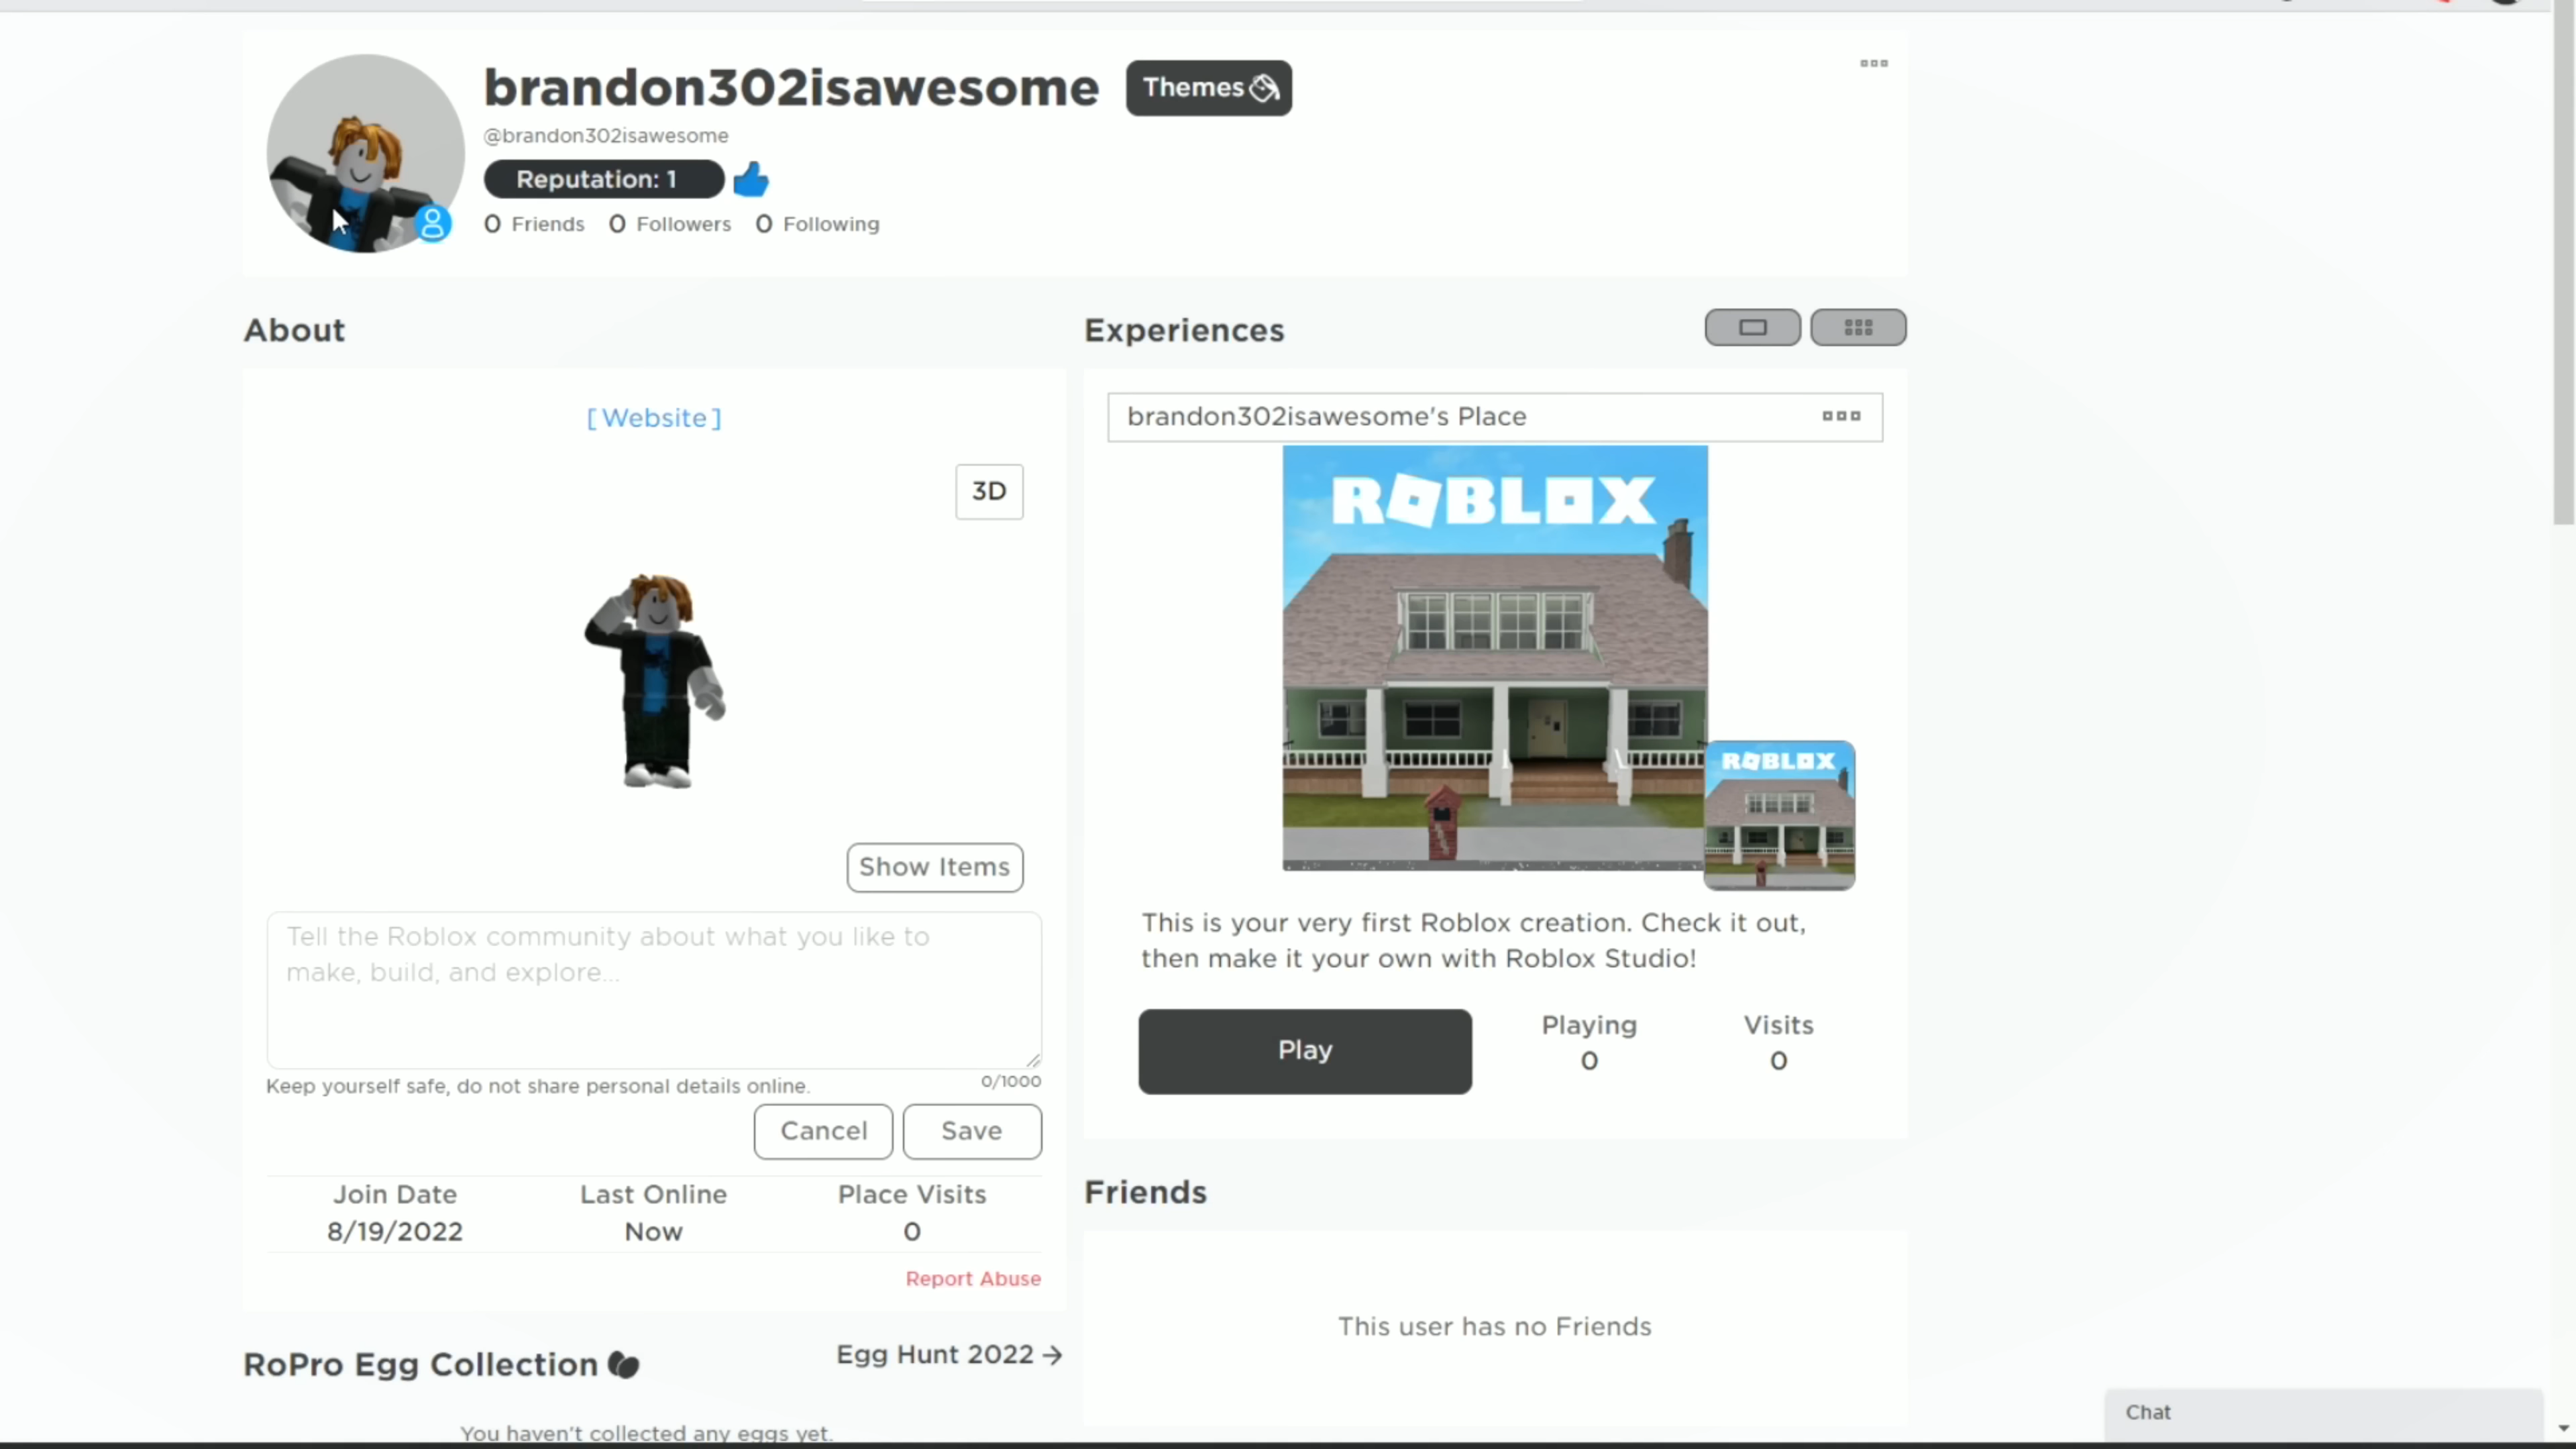 brandon302isawesome
Themes
@brandon302isawesome
Reputation: 1
0 Friends 0 Followers 0 Following
About
[Website]
3D
Show Items
Tell the Roblox community about what you like to
make, build, and explore...
Keep yourself safe, do not share personal details online.
0/1000
Cancel
Save
Join Date
Last Online
Place Visits
8/19/2022
Now
0
Report Abuse
RoPro Egg Collection
Egg Hunt 2022 →
You haven't collected any eggs yet.
Experiences
brandon302isawesome's Place
ROBLOX
ROBLOX
This is your very first Roblox creation. Check it out,
then make it your own with Roblox Studio!
Play
Playing
Visits
0
0
Friends
This user has no Friends
Chat